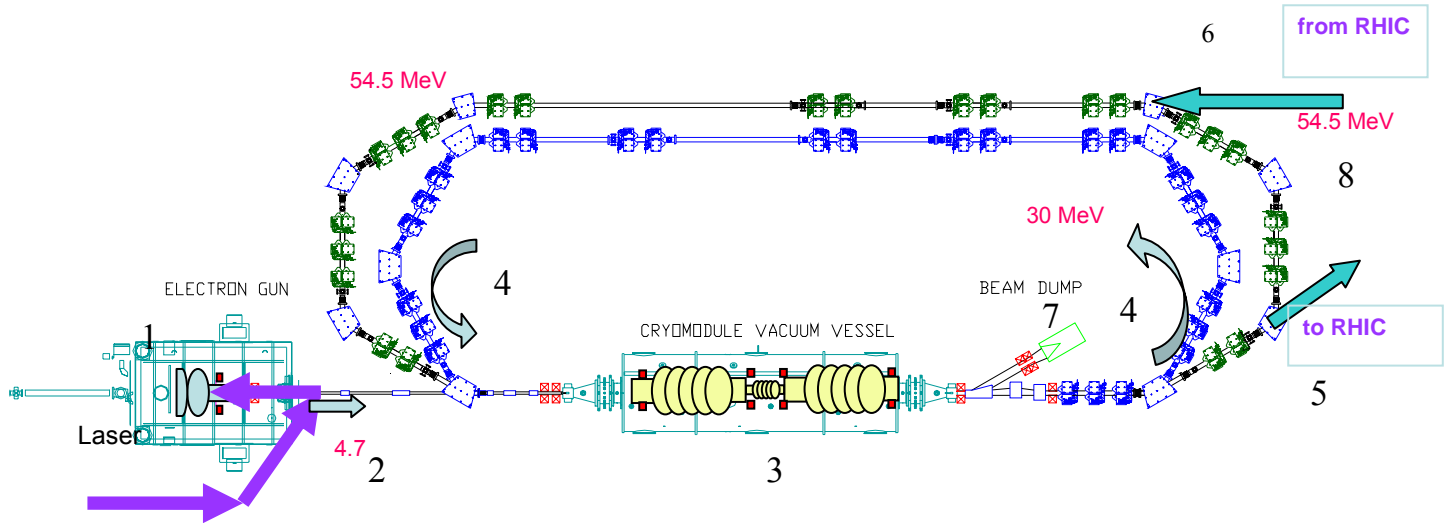 6
from RHIC
54.5 MeV
54.5 MeV
8
30 MeV
4
ELECTRON GUN
BEAM DUMP
4
7
1
CRYOMODULE VACUUM VESSEL
to RHIC
5
Laser
4.7
2
3